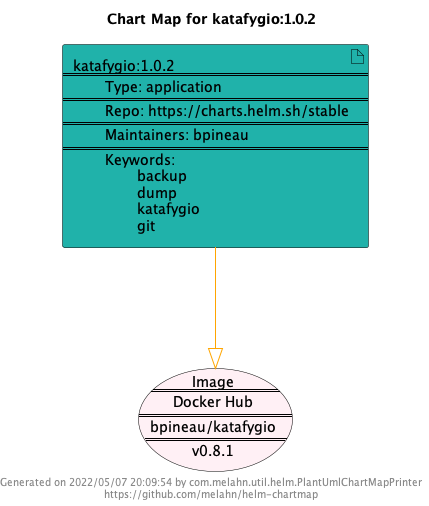 Chart Map for katafygio:1.0.2
katafygio:1.0.2
Type: application
Repo: https://charts.helm.sh/stable
Maintainers: bpineau
Keywords:
backup
dump
katafygio
git
Image
Docker Hub
bpineau/katafygio
v0.8.1
Generated on 2022/05/07 20:09:54 by com.melahn.util.helm.PlantUmlChartMapPrinter
https://github.com/melahn/helm-chartmap